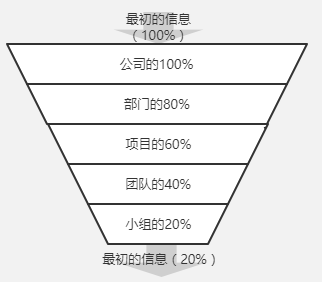 最初的信息
（100%）
公司的100%
部门的80%
项目的60%
团队的40%
小组的20%
最初的信息（20%）